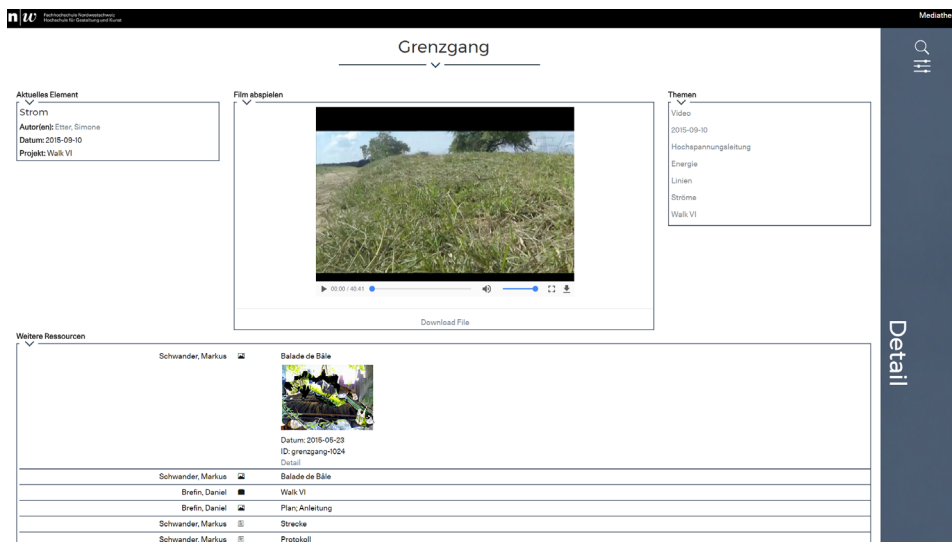 n w Fachhochschule Nordwestschweiz
Hochschule für Gestaltung und Kunst
Mediathe
Grenzgang
Aktuelles Element
Strom
Autor(en): Etter, Simone
Datum: 2015-09-10
Projekt: Walk VI
Film abspielen
00:00 / 40:41
Download File
Themen
Video
2015-09-10
Hochspannungsleitung
Energie
Linien
Ströme
Walk VI
Detail
Weitere Ressourcen
Schwander, Markus Balade de Bâle
Datum: 2015-05-23
ID: grenzgang-1024
Detail
Schwander, Markus Balade de Bâle
Brefin, Daniel Walk VI
Brefin, Daniel Plan; Anleitung
Schwander, Markus Strecke
Schwander, Markus Protokoll